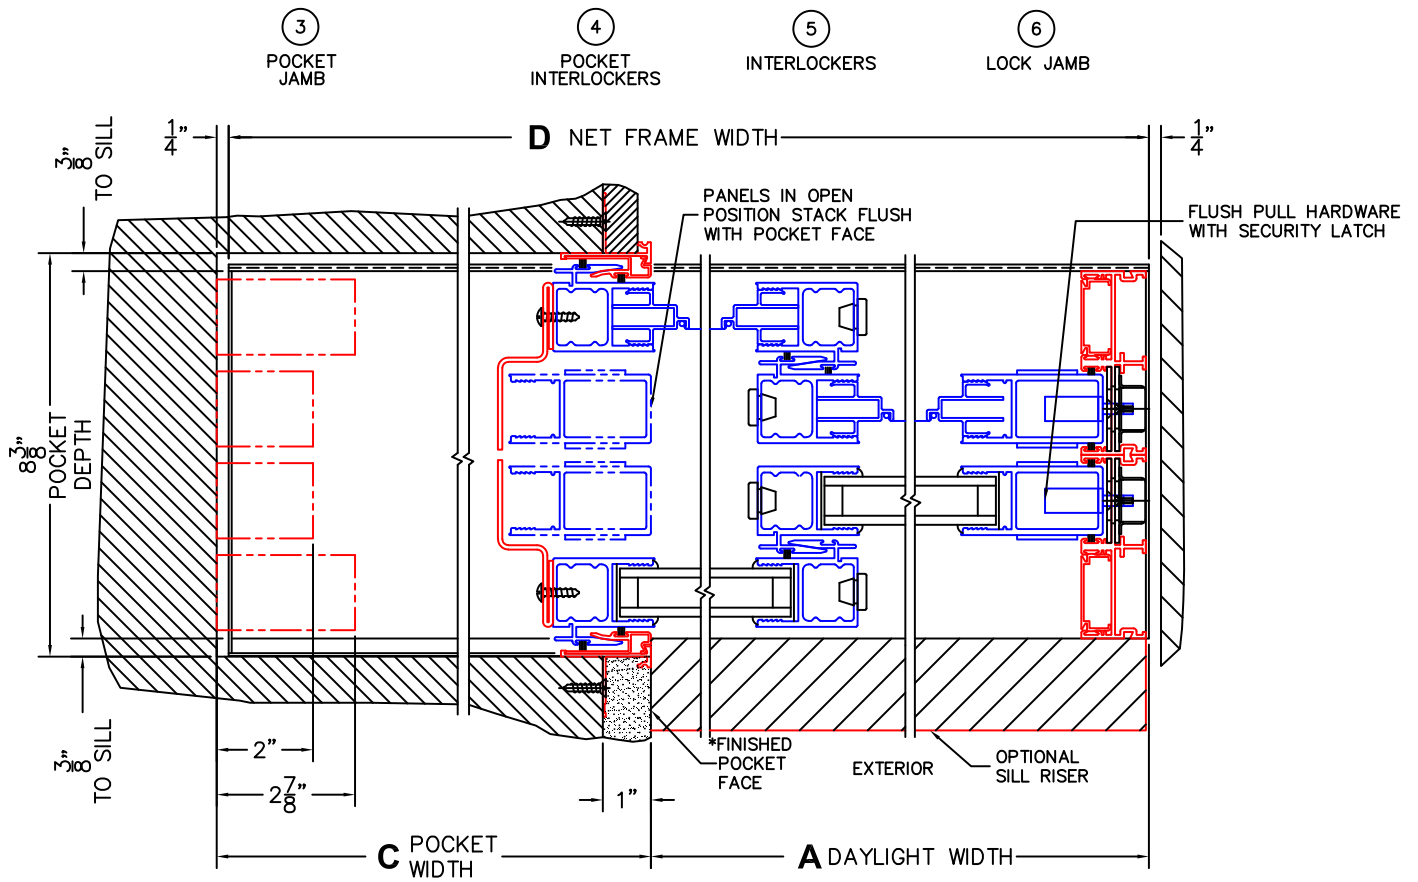 3
POCKET
JAMB
4
POCKET
INTERLOCKERS
5
INTERLOCKERS
6
LOCK JAMB
1/4"
D NET FRAME WIDTH
1/4"
3/8"
TO SILL
PANELS IN OPEN
POSITION STACK FLUSH
WITH POCKET FACE
FLUSH PULL HARDWARE
WITH SECURITY LATCH
8 3/8"
POCKET
DEPTH
3/8"
TO SILL
2"
2 7/8"
1"
*FINISHED
POCKET
FACE
EXTERIOR
OPTIONAL
SILL RISER
C POCKET
WIDTH
A DAYLIGHT WIDTH